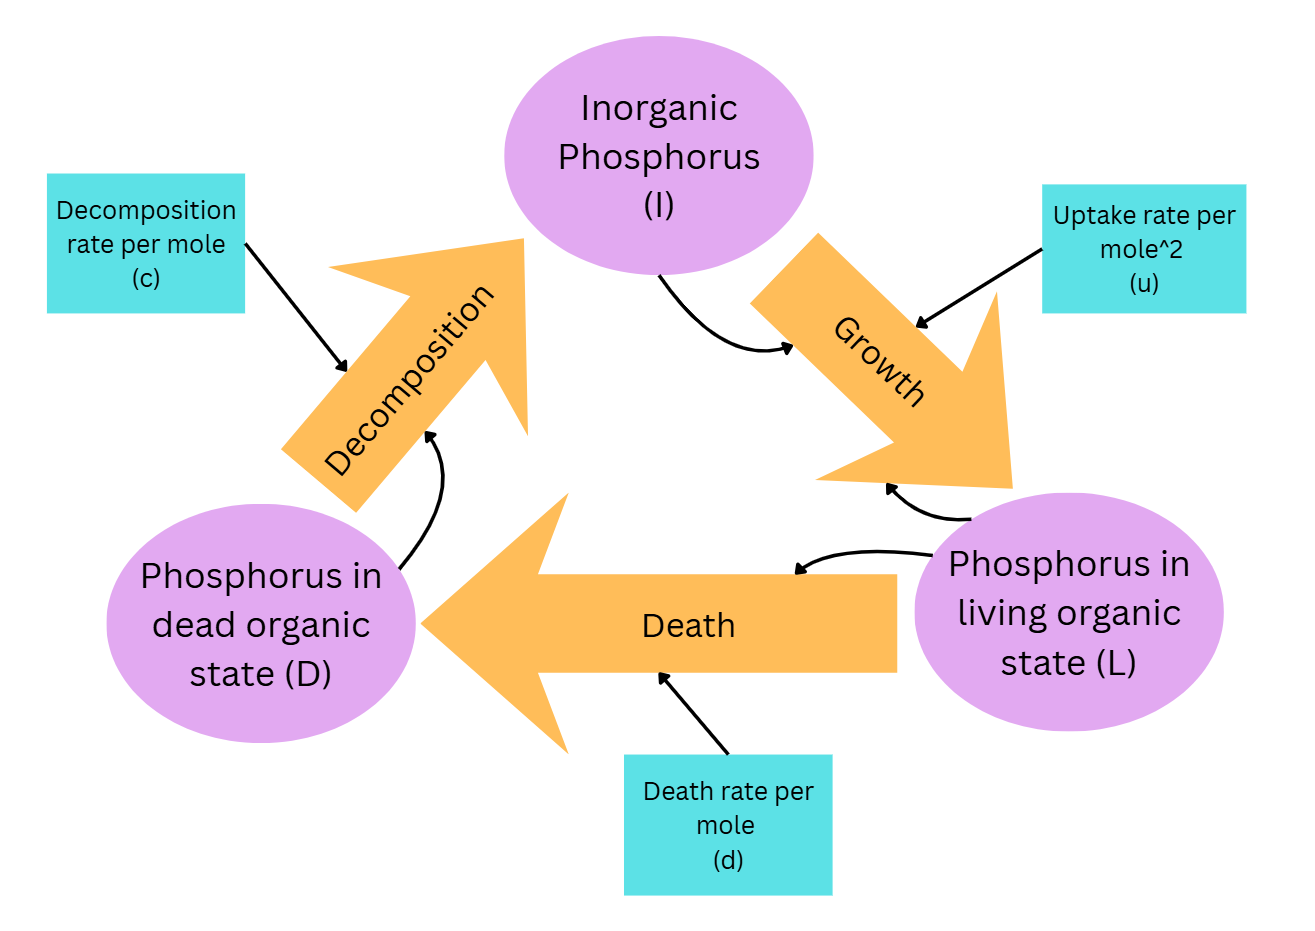 Inorganic
Phosphorus
(I)
Decomposition
rate per mole
(c)
Uptake rate per
mole^2
(u)
Decomposition
Growth
Phosphorus in
dead organic
state (D)
Death
Phosphorus in
living organic
state (L)
Death rate per
mole
(d)